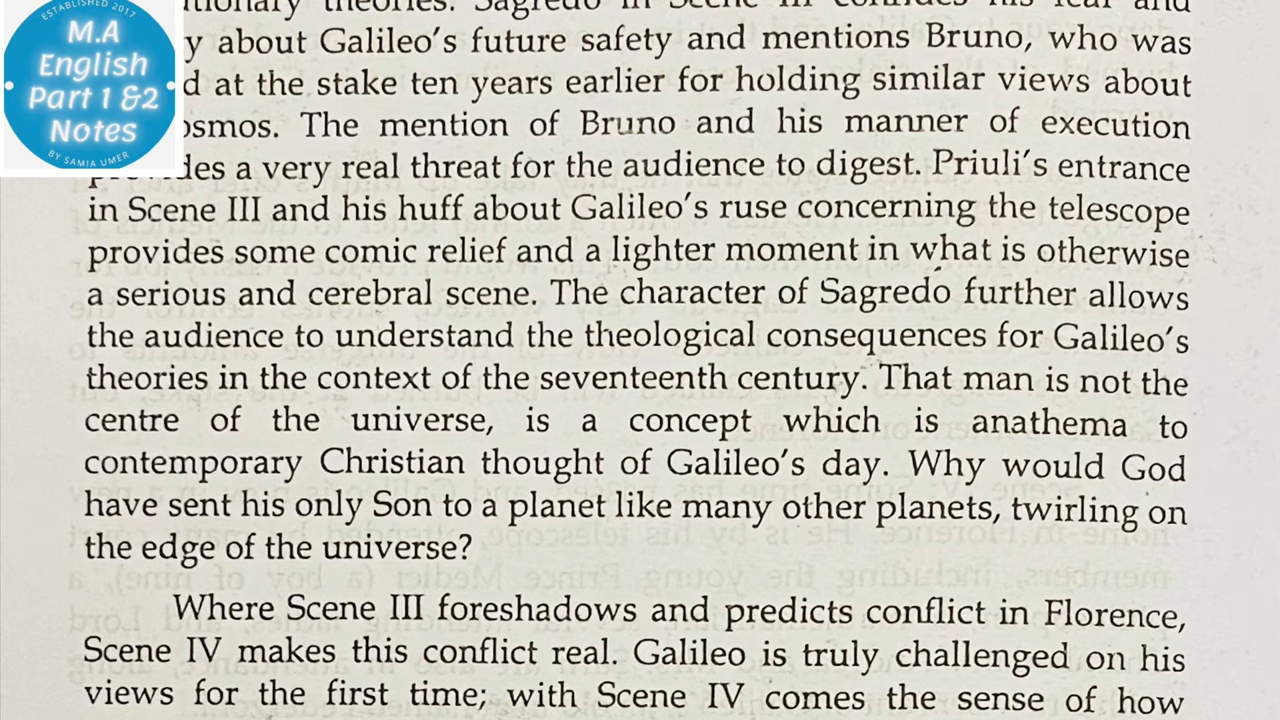 ESTABLISHED 2017
M.A
English
Part 1 &2
Notes
BY SAMIA UMER
theories. Sagredo in Scene III confides his fear and
about Galileo's future safety and mentions Bruno, who was
at the stake ten years earlier for holding similar views about
The mention of Bruno and his manner of execution
a very real threat for the audience to digest. Priuli's entrance
in Scene III and his huff about Galileo's ruse concerning the telescope
provides some comic relief and a lighter moment in what is otherwise
a serious and cerebral scene. The character of Sagredo further allows
the audience to understand the theological consequences for Galileo's
theories in the context of the seventeenth century. That man is not the
centre of the universe, is a concept which is anathema to
contemporary Christian thought of Galileo's day. Why would God
have sent his only Son to a planet like many other planets, twirling on
the edge of the universe?
Where Scene III foreshadows and predicts conflict in Florence,
Scene IV makes this conflict real. Galileo is truly challenged on his
views for the first time; with Scene IV comes the sense of how